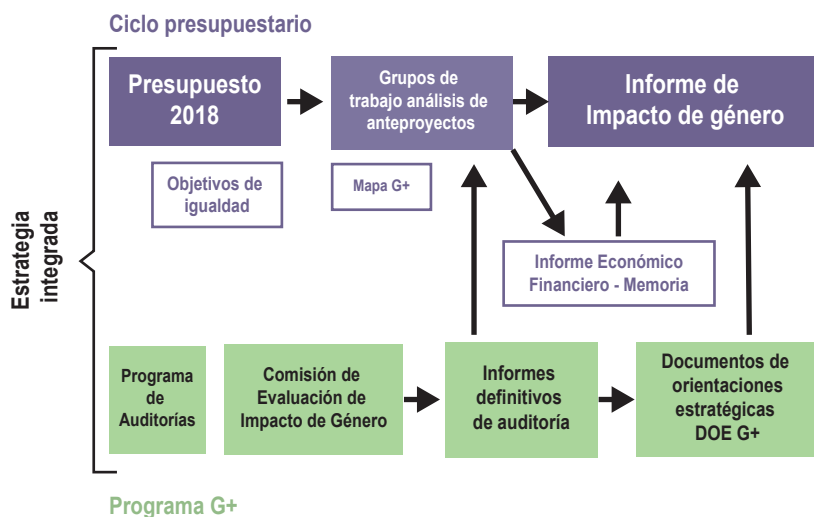 Ciclo presupuestario
Presupuesto
2018
Grupos de
trabajo análisis de
anteproyectos
Informe de
Impacto de género
Objetivos de
igualdad
Mapa G+
Informe Económico
Financiero - Memoria
Estrategia
integrada
Programa
de
Auditorías
Comisión de
Evaluación de
Impacto de Género
Informes
definitivos
de auditoría
Documentos de
orientaciones
estratégicas
DOE G+
Programa G+